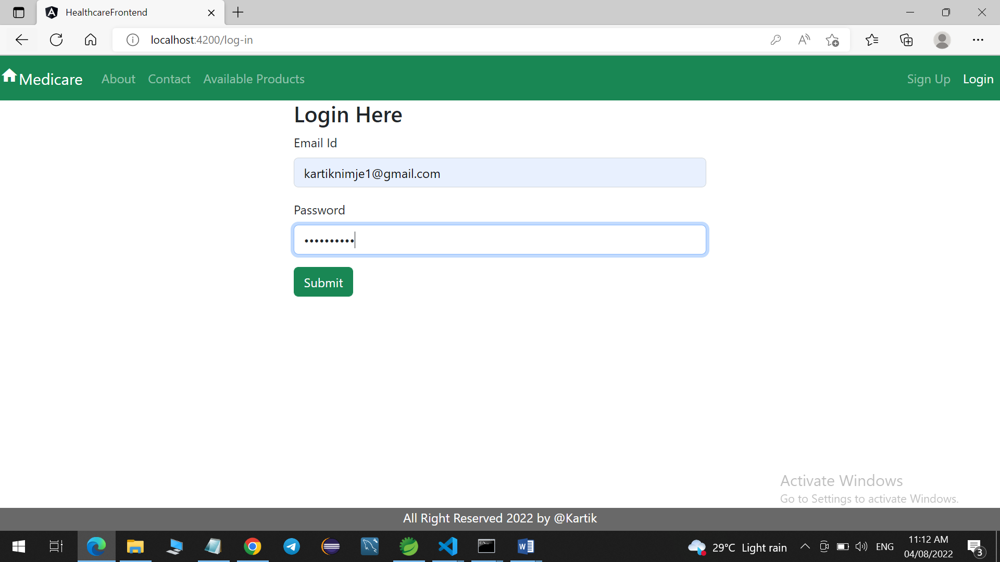 HealthcareFrontend
localhost:4200/log-in
Medicare About Contact Available Products Sign Up Login
Login Here
Email Id
kartiknimje1@gmail.com
Password
••••••••••
Submit
Activate Windows
Go to Settings to activate Windows.
All Right Reserved 2022 by @Kartik
29°C Light rain ENG 11:12 AM
04/08/2022
3